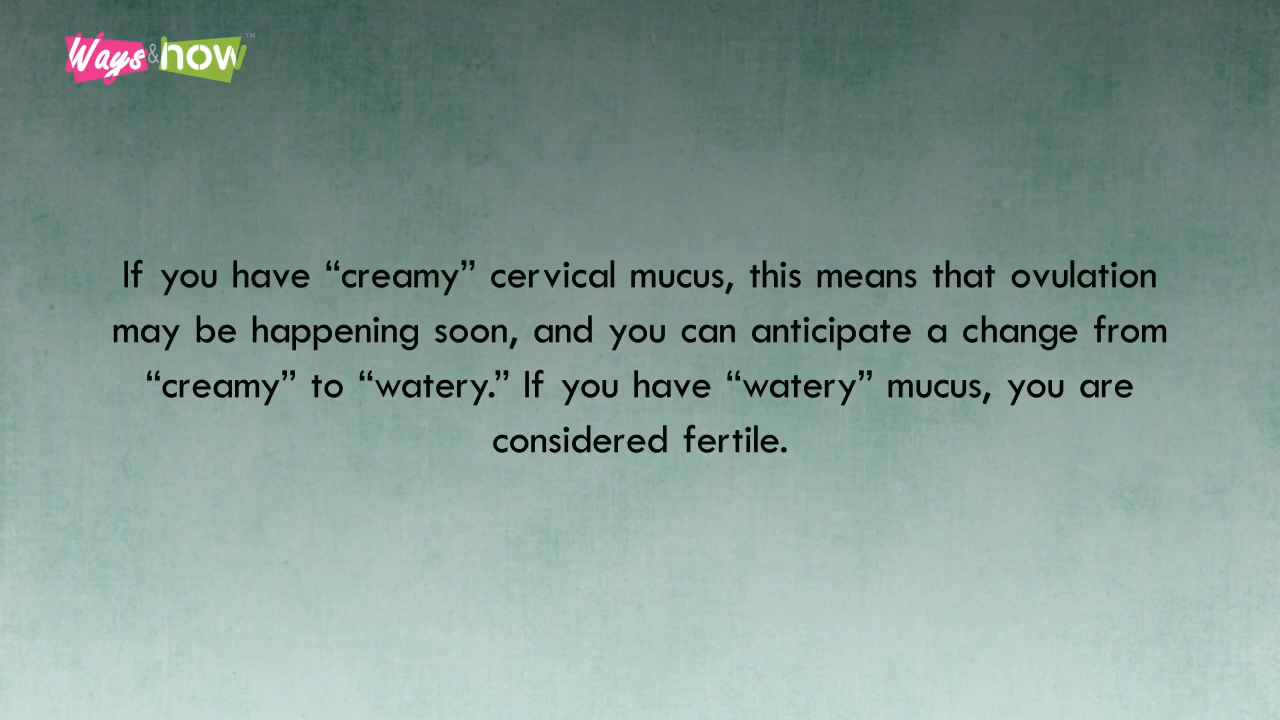 Ways&how™
If you have “creamy” cervical mucus, this means that ovulation
may be happening soon, and you can anticipate a change from
“creamy” to “watery.” If you have “watery” mucus, you are
considered fertile.